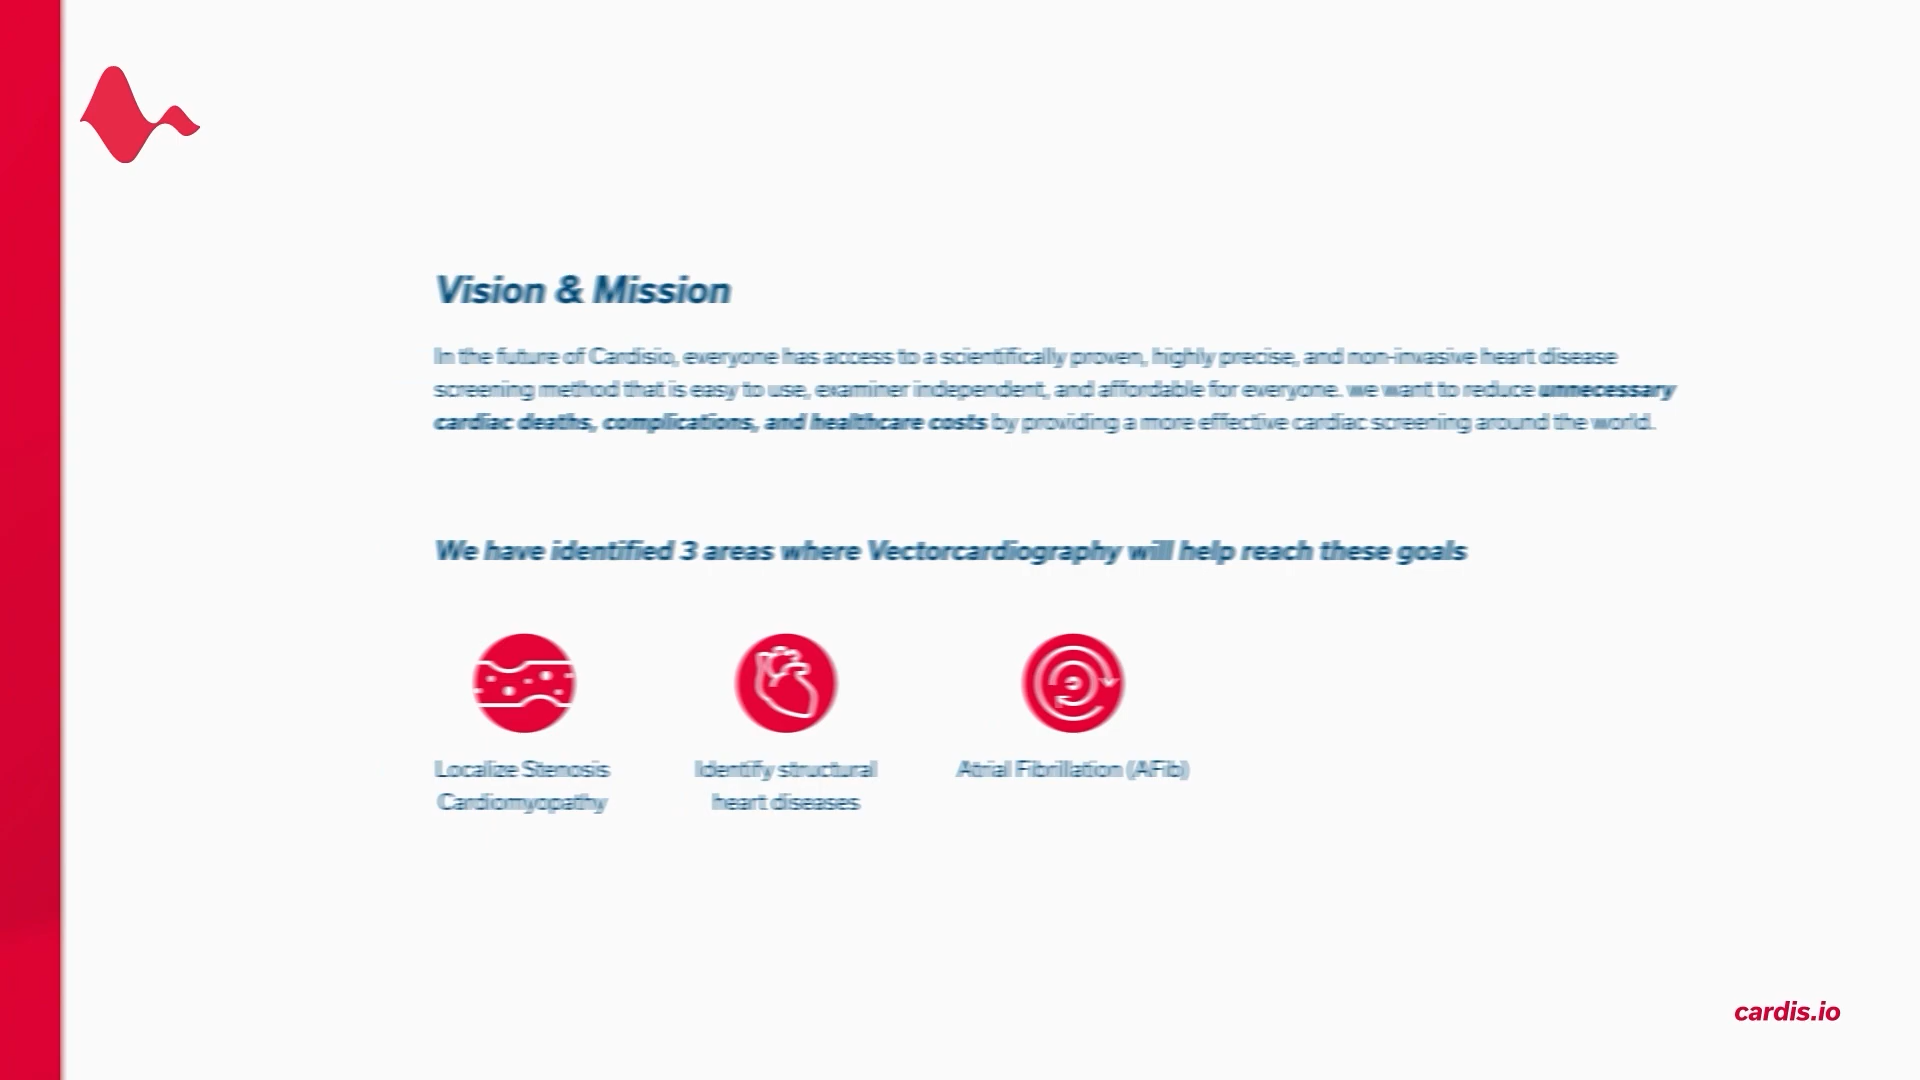 Vision & Mission
In the future of Cardisio, everyone has access to a scientifically proven, highly precise, and non-invasive heart disease
screening method that is easy to use, examiner independent, and affordable for everyone. we want to reduce unnecessary
cardiac deaths, complications, and healthcare costs by providing a more effective cardiac screening around the world.
We have identified 3 areas where Vectorcardiography will help reach these goals
Localize Stenosis
Cardiomyopathy
Identify structural
heart diseases
Atrial Fibrillation (AFib)
cardis.io